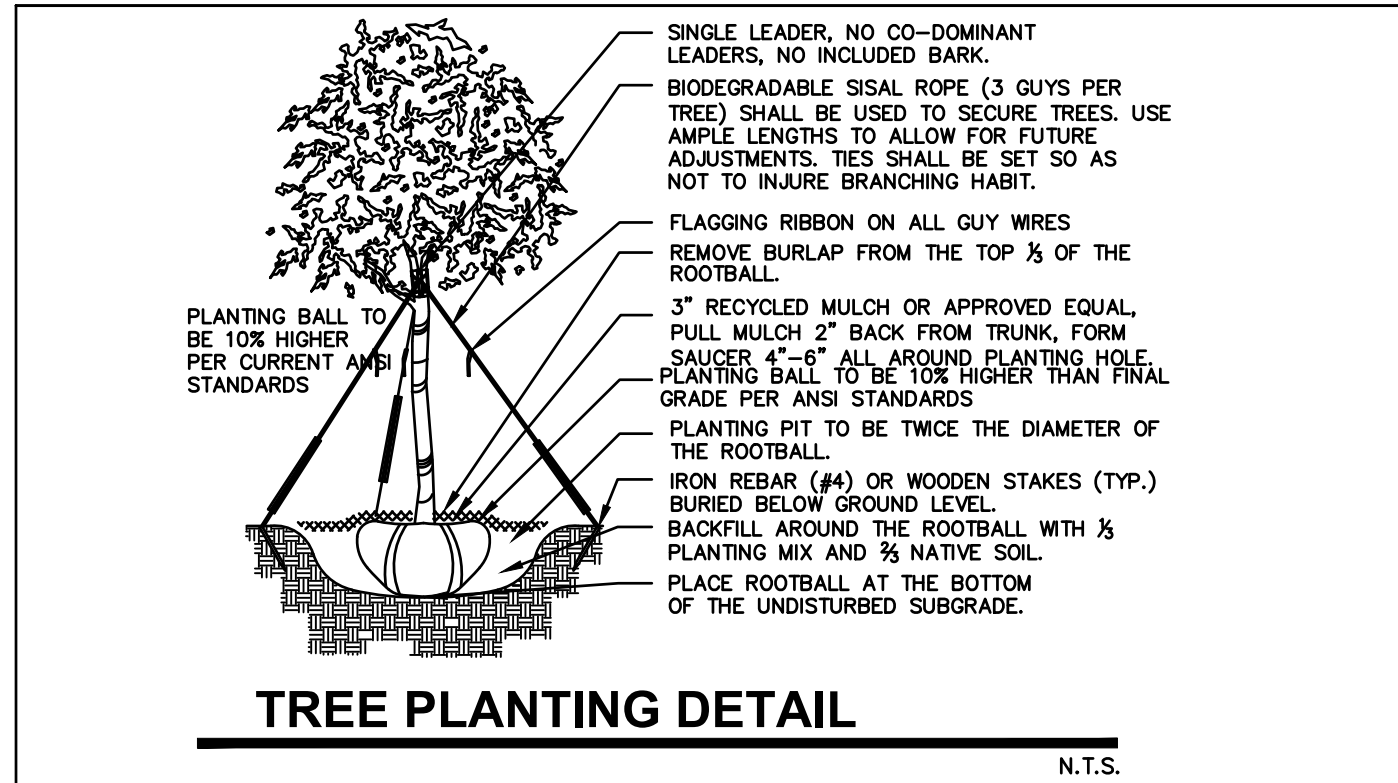 SINGLE LEADER, NO CO-DOMINANT
LEADERS, NO INCLUDED BARK.
BIODEGRADABLE SISAL ROPE (3 GUYS PER
TREE) SHALL BE USED TO SECURE TREES. USE
AMPLE LENGTHS TO ALLOW FOR FUTURE
ADJUSTMENTS. TIES SHALL BE SET SO AS
NOT TO INJURE BRANCHING HABIT.
FLAGGING RIBBON ON ALL GUY WIRES
REMOVE BURLAP FROM THE TOP ⅓ OF THE
ROOTBALL.
3" RECYCLED MULCH OR APPROVED EQUAL,
PULL MULCH 2" BACK FROM TRUNK, FORM
SAUCER 4"-6" ALL AROUND PLANTING HOLE.
PLANTING BALL TO
BE 10% HIGHER
PER CURRENT ANSI
STANDARDS
PLANTING BALL TO BE 10% HIGHER THAN FINAL
GRADE PER ANSI STANDARDS
PLANTING PIT TO BE TWICE THE DIAMETER OF
THE ROOTBALL.
IRON REBAR (#4) OR WOODEN STAKES (TYP.)
BURIED BELOW GROUND LEVEL.
BACKFILL AROUND THE ROOTBALL WITH ⅓
PLANTING MIX AND ⅔ NATIVE SOIL.
PLACE ROOTBALL AT THE BOTTOM
OF THE UNDISTURBED SUBGRADE.
TREE PLANTING DETAIL
N.T.S.